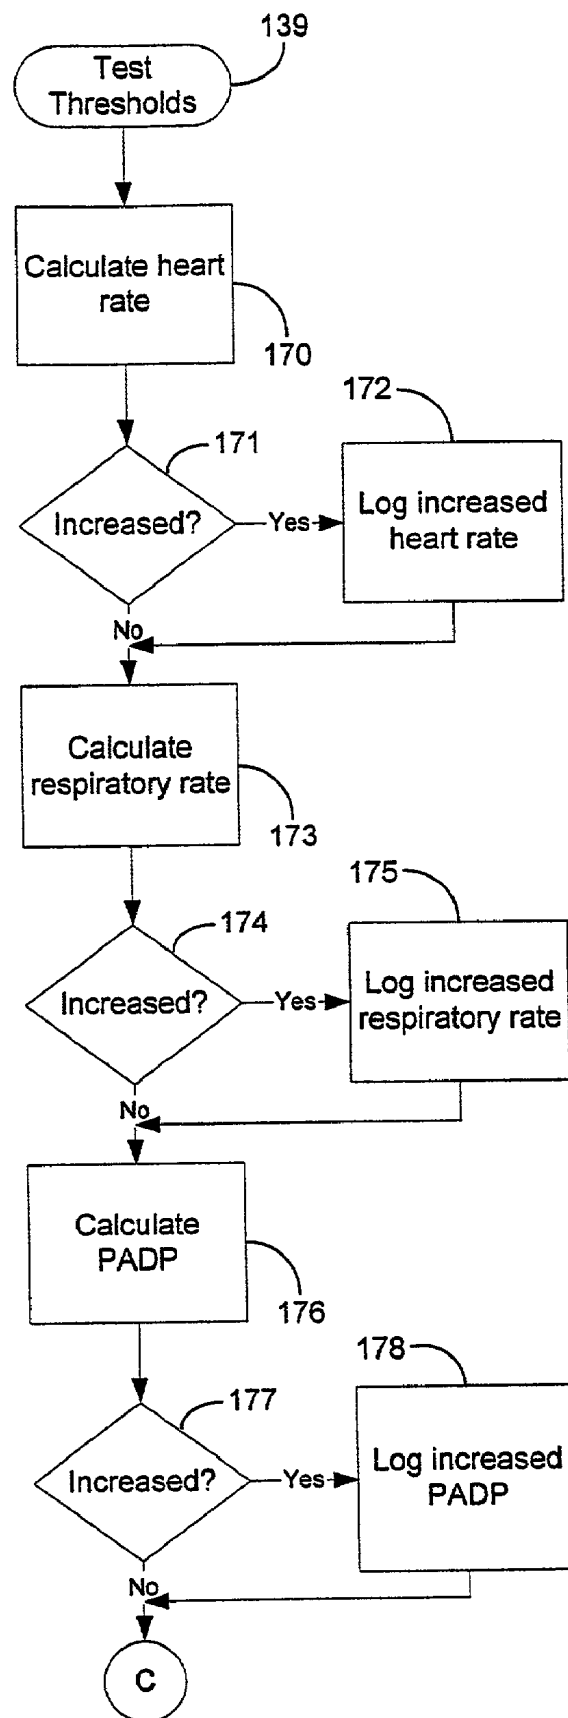 139
Test
Thresholds
Calculate heart
rate
170
172
171
Increased?
Yes
Log increased
heart rate
No
Calculate
respiratory rate
173
175
174
Increased?
Yes
Log increased
respiratory rate
No
Calculate
PADP
176
178
177
Increased?
Yes
Log increased
PADP
No
C